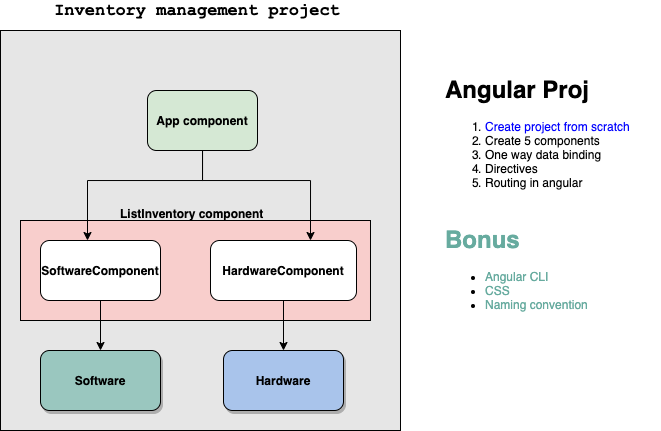 Inventory management project
App component
ListInventory component
SoftwareComponent
HardwareComponent
Software
Hardware
Angular Proj
1. Create project from scratch
2. Create 5 components
3. One way data binding
4. Directives
5. Routing in angular
Bonus
• Angular CLI
• CSS
• Naming convention